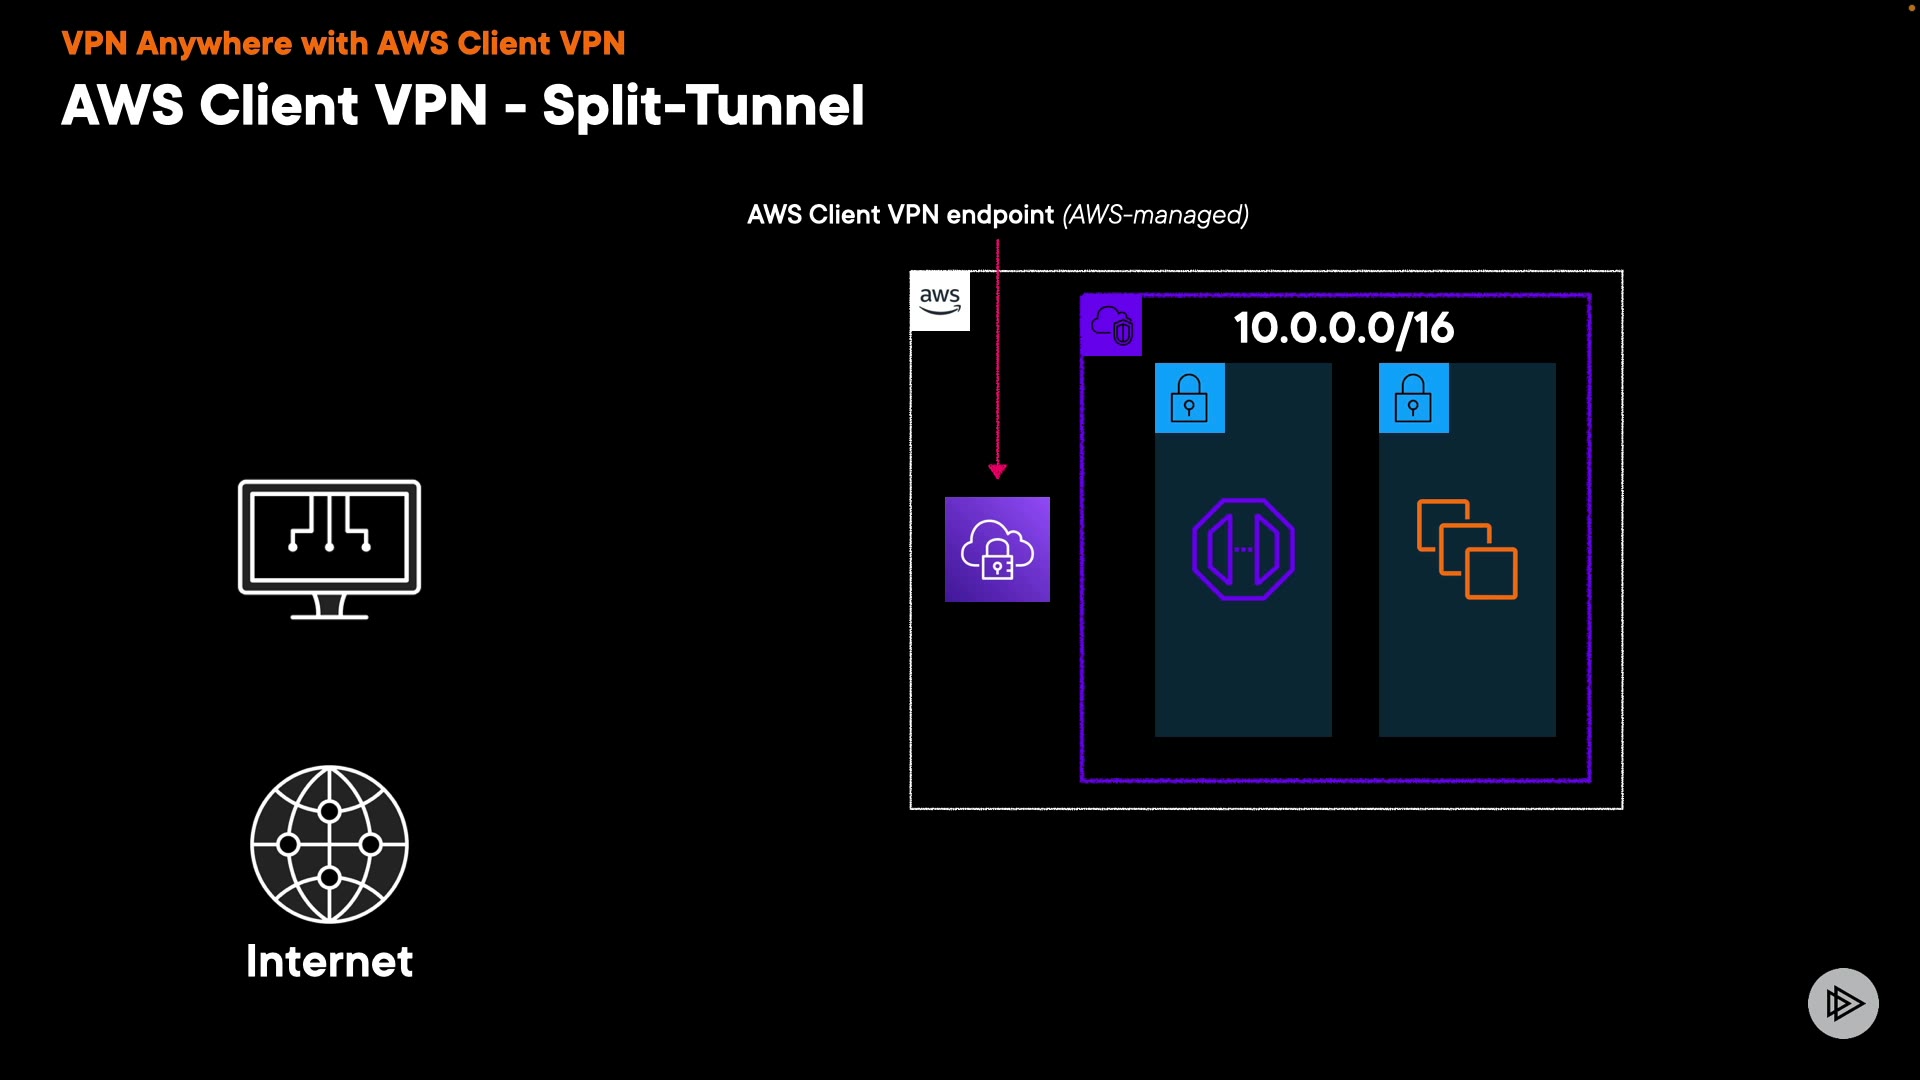 VPN Anywhere with AWS Client VPN
AWS Client VPN - Split-Tunnel
AWS Client VPN endpoint (AWS-managed)
aws
10.0.0.0/16
Internet